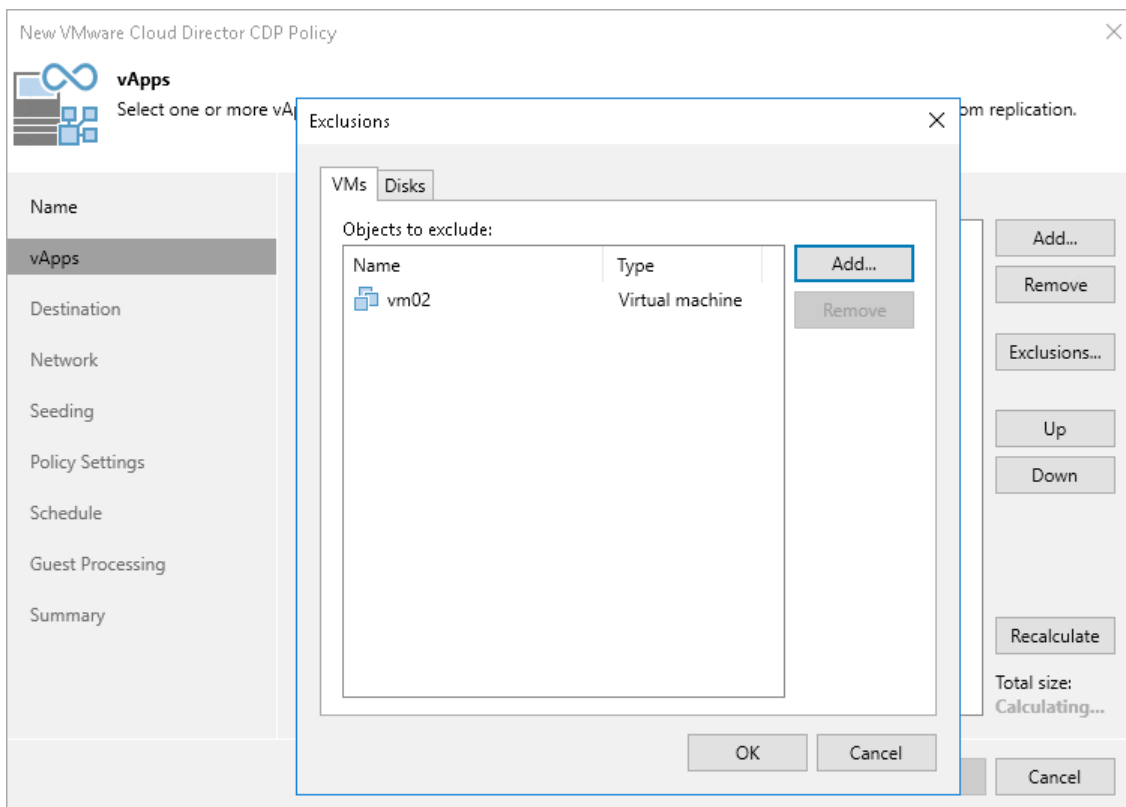 New VMware Cloud Director CDP Policy
vApps
Select one or more vAp
om replication.
Name
vApps
Destination
Network
Seeding
Policy Settings
Schedule
Guest Processing
Summary
Exclusions
VMs Disks
Objects to exclude:
Name Type
vm02 Virtual machine
Add...
Remove
OK Cancel
Add...
Remove
Exclusions...
Up
Down
Recalculate
Total size:
Calculating...
Cancel